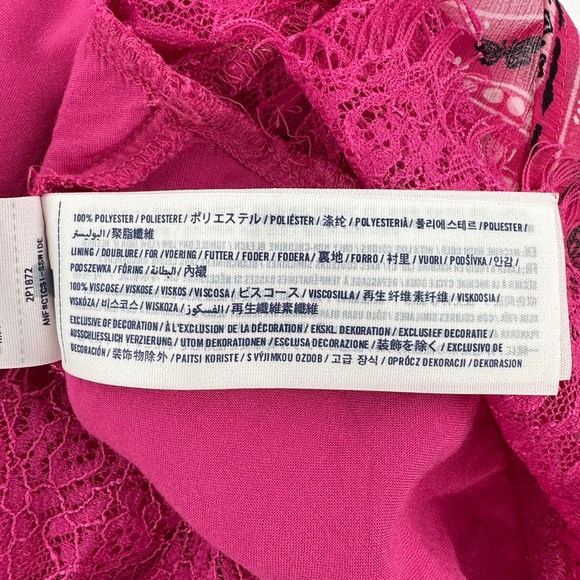 100% POLYESTER / POLIESTERE / ポリエステル / POLIÉSTER / 涤纶 / POLYESTERIÄ / 폴리에스테르 / POLIJESTER /
البوليستر / 聚脂纖維
LINING / DOUBLURE / FOR / VOERING / FUTTER / FODER / FODERA / 裏地 / FORRO / 衬里 / VUORI / PODŠÍVKA / 안감 /
PODSZEWKA / FÔRING / البطانة / 內襯
100% VISCOSE / VISKOSE / VISKOS / VISCOSA / ビスコース / VISCOSILLA / 再生纤维素纤维 / VISKOOSIA /
VISKÓZA / 비스코스 / WISKOZA / الفسكوز / 再生纖維素纖維
EXCLUSIVE OF DECORATION / À L'EXCLUSION DE LA DÉCORATION / EKSKL. DEKORATION / EXCLUSIEF DECORATIE /
AUSSCHLIESSLICH VERZIERUNG / UTOM DEKORATIONEN / ESCLUSA DECORAZIONE / 装飾を除く / EXCLUSIVO DE
DECORACIÓN / 装饰物除外 / PAITSI KORISTE / S VÝJIMKOU OZDOB / 고급 장식 / OPRÓCZ DEKORACJI / DEKORASJON
2P1872